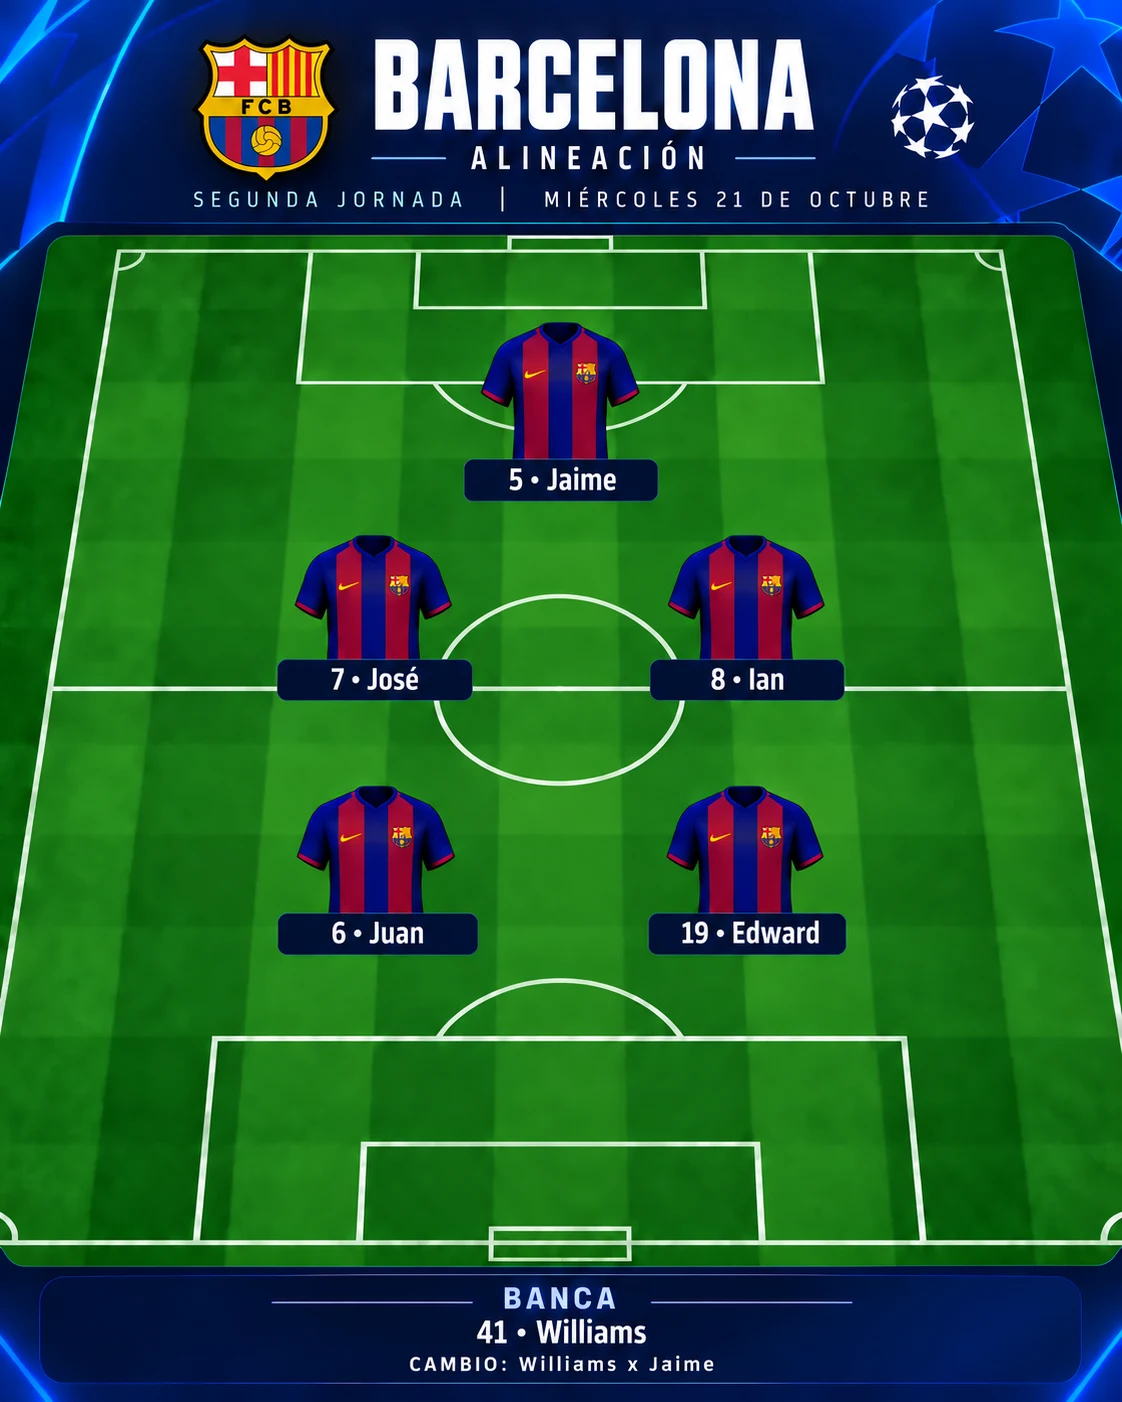 FCB
BARCELONA
ALINEACIÓN
SEGUNDA JORNADA | MIÉRCOLES 21 DE OCTUBRE
5 • Jaime
7 • José
8 • Ian
6 • Juan
19 • Edward
BANCA
41 • Williams
CAMBIO: Williams x Jaime